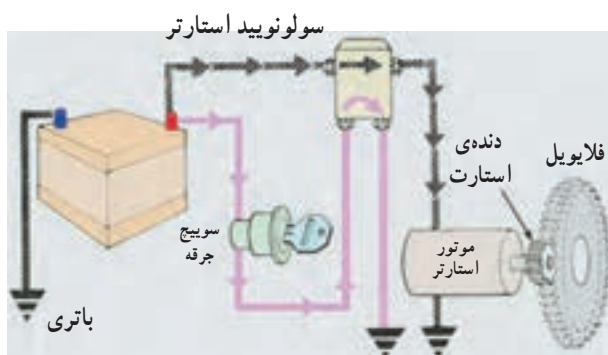 سولونویید استارتر
دنده‌ی
استارت
فلایویل
سوییچ
جرقه
موتور
استارتر
باتری